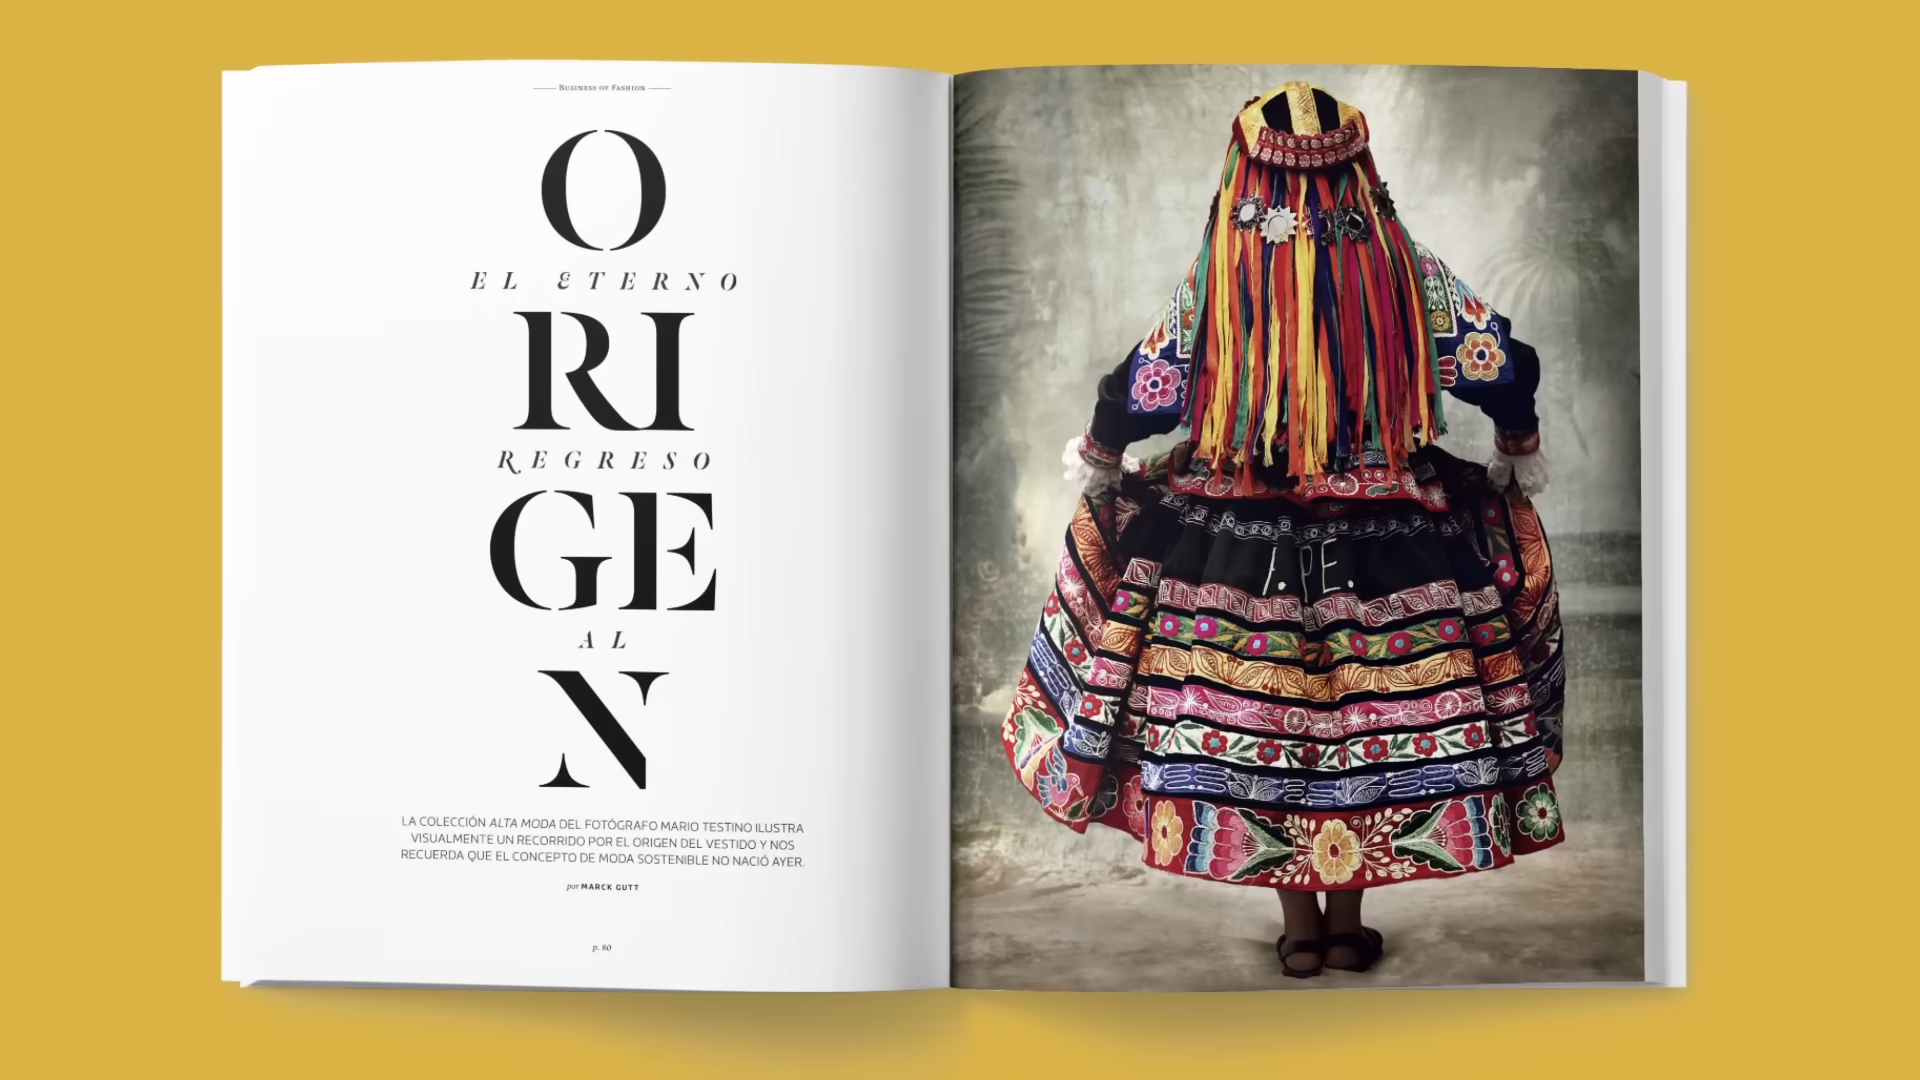 BUSINESS OF FASHION
O
EL ETERNO
RI
REGRESO
GE
AL
N
LA COLECCIÓN ALTA MODA DEL FOTÓGRAFO MARIO TESTINO ILUSTRA
VISUALMENTE UN RECORRIDO POR EL ORIGEN DEL VESTIDO Y NOS
RECUERDA QUE EL CONCEPTO DE MODA SOSTENIBLE NO NACIÓ AYER.
por MARCK GUTT
p. 80
A.PE.